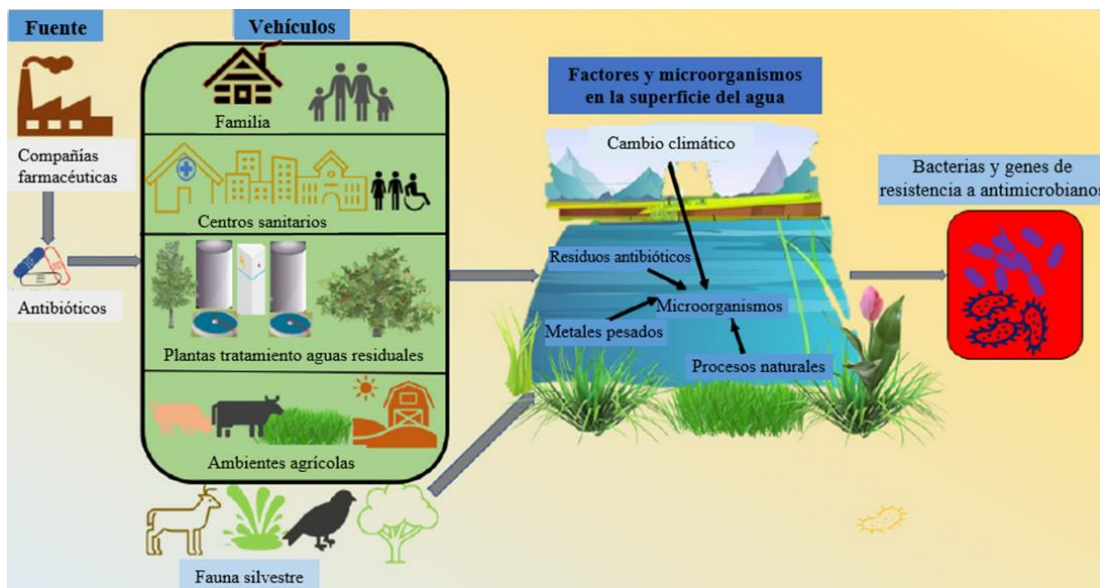 Fuente
Vehículos
Compañías
farmacéuticas
Antibióticos
Familia
Centros sanitarios
Plantas tratamiento aguas residuales
Ambientes agrícolas
Fauna silvestre
Factores y microorganismos
en la superficie del agua
Cambio climático
Residuos antibióticos
Microorganismos
Metales pesados
Procesos naturales
Bacterias y genes de
resistencia a antimicrobianos